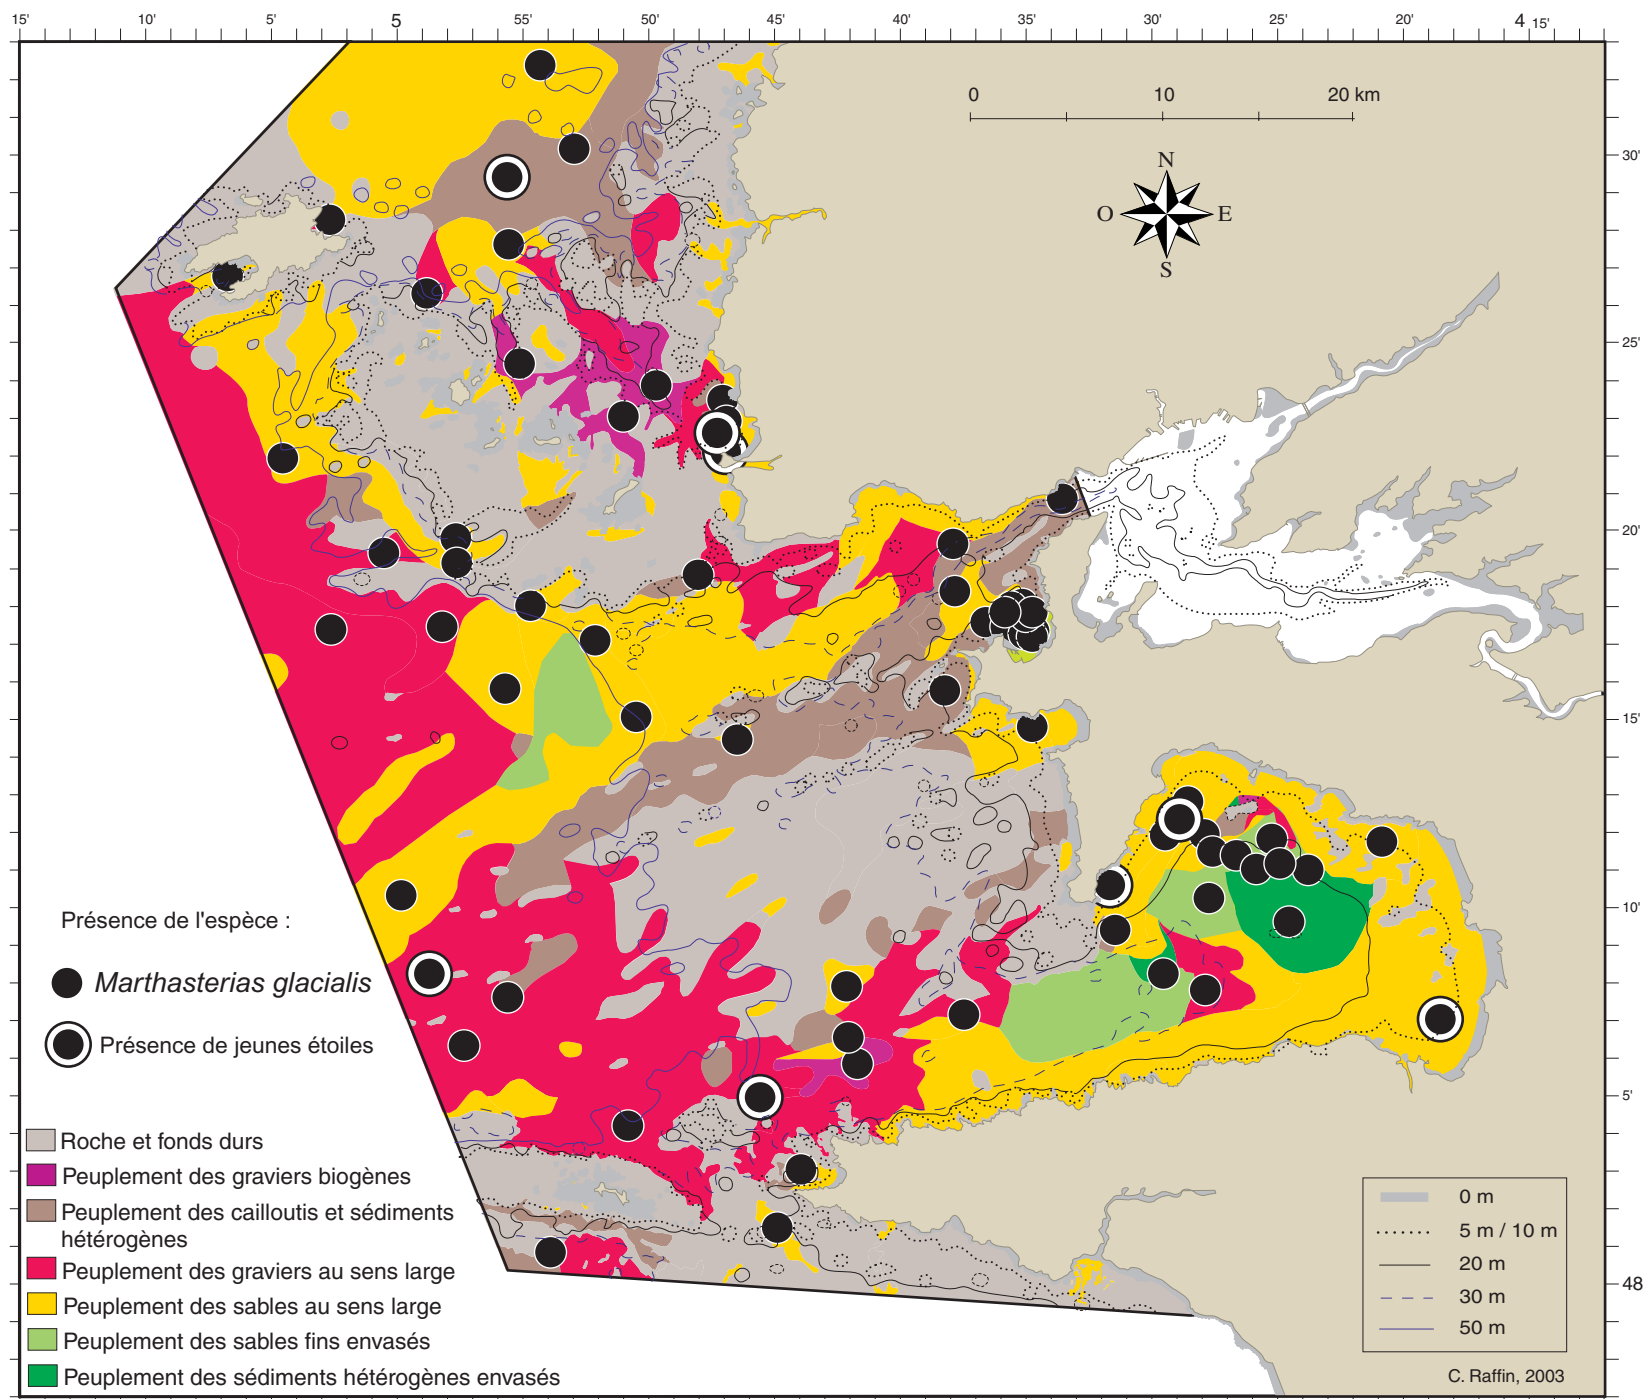 15' 10' 5' 5 55' 50' 45' 40' 35' 30' 25' 20' 4 15'
0 10 20 km
N
O E
S
30'
25'
20'
15'
10'
5'
48
Présence de l'espèce :
Marthasterias glacialis
Présence de jeunes étoiles
Roche et fonds durs
Peuplement des graviers biogènes
Peuplement des cailloutis et sédiments
hétérogènes
Peuplement des graviers au sens large
Peuplement des sables au sens large
Peuplement des sables fins envasés
Peuplement des sédiments hétérogènes envasés
0 m
5 m / 10 m
20 m
30 m
50 m
C. Raffin, 2003